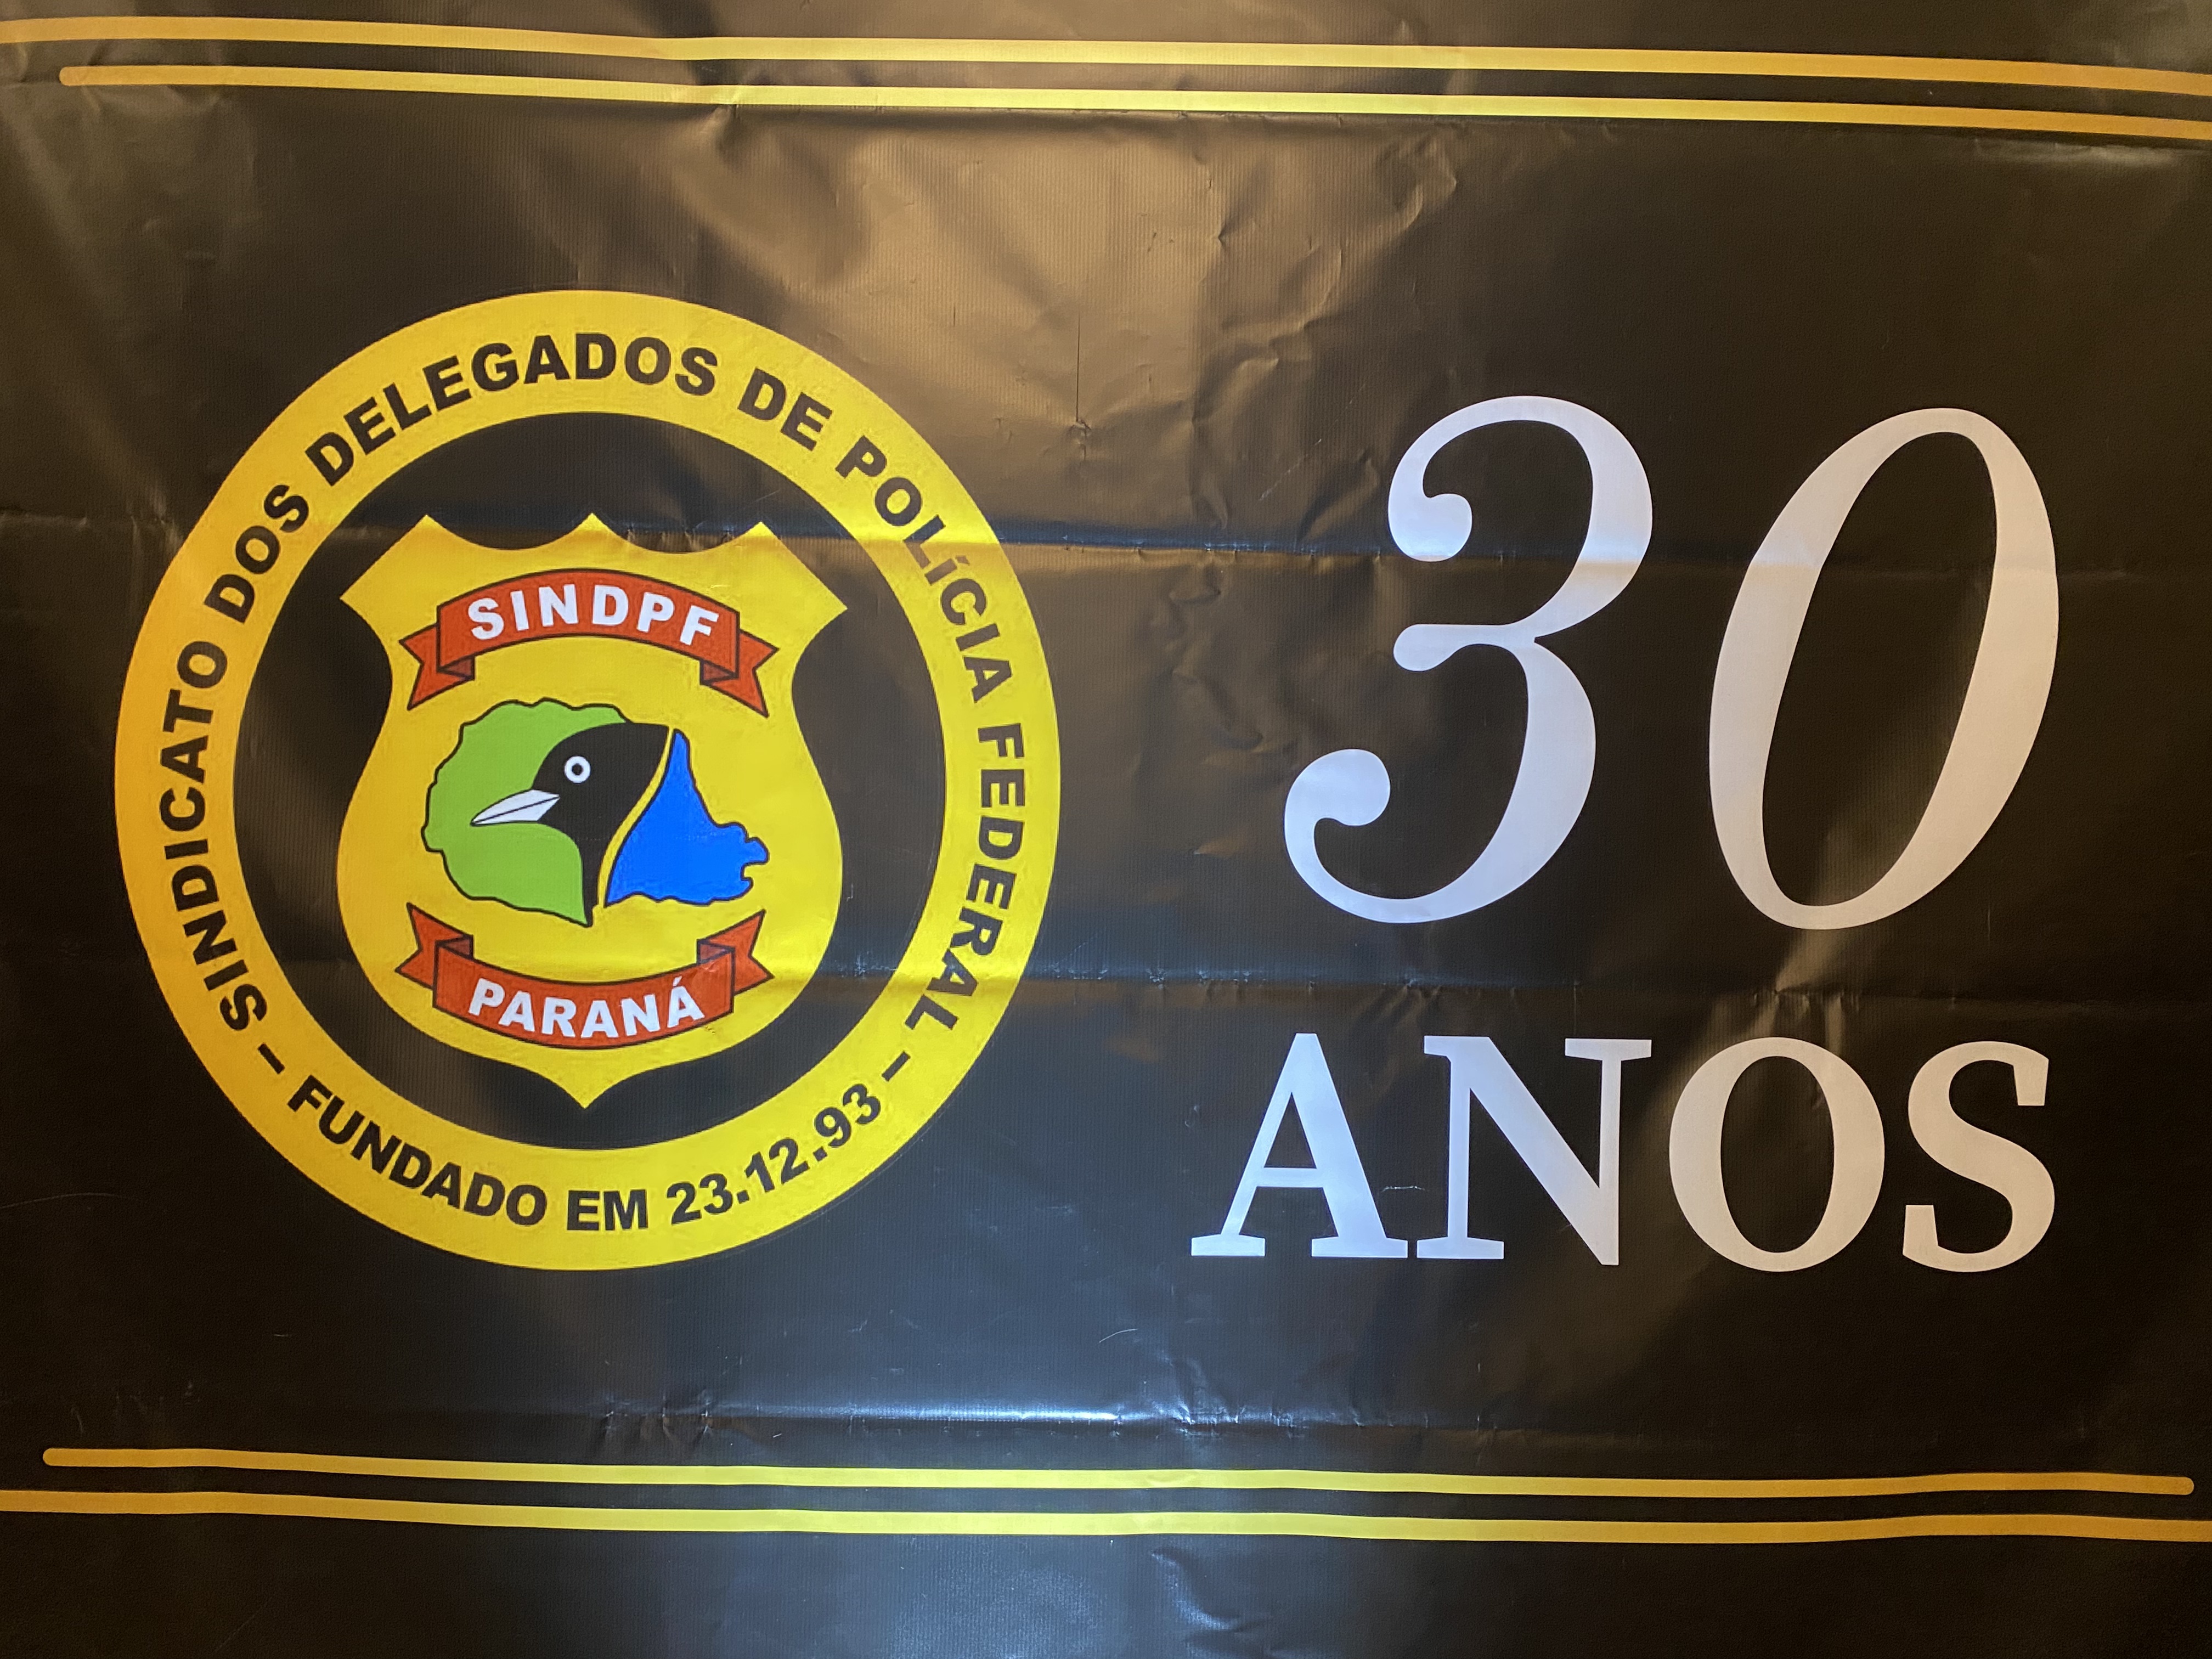 SINDICATO DOS DELEGADOS DE POLÍCIA FEDERAL
– FUNDADO EM 23.12.93 –
SINDPF
PARANÁ
30
ANOS